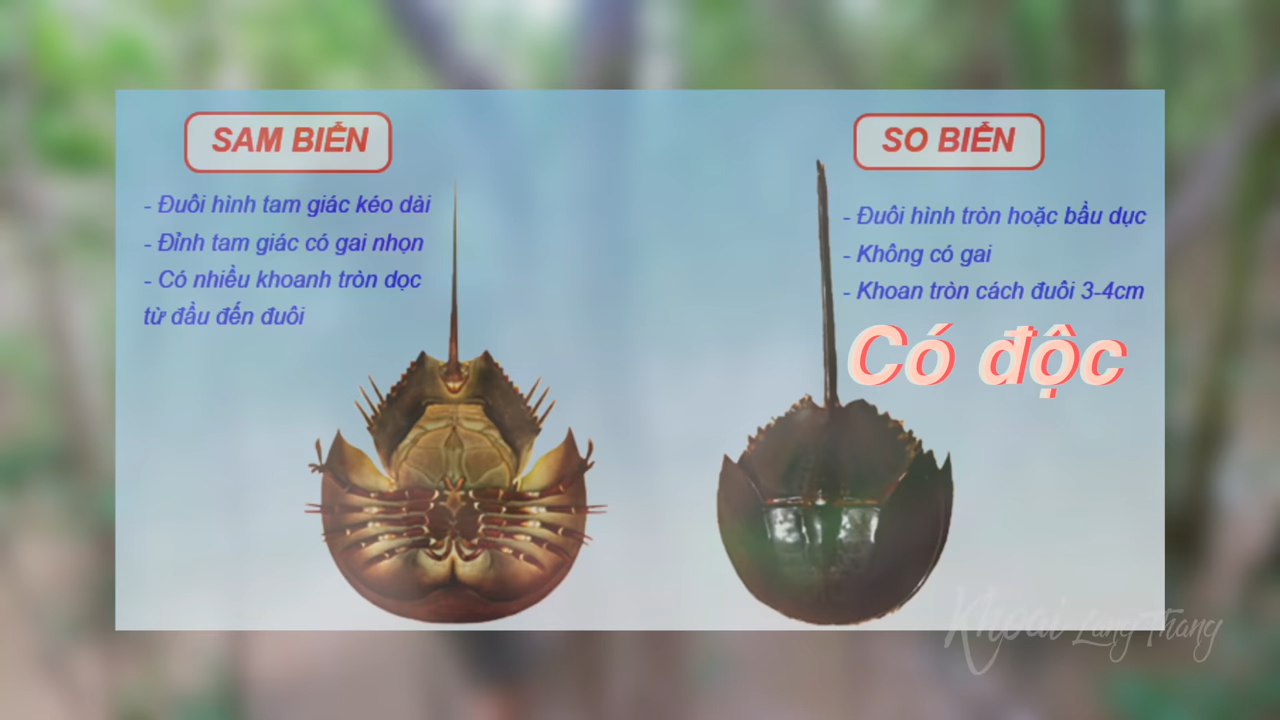 SAM BIỂN
- Đuôi hình tam giác kéo dài
- Đỉnh tam giác có gai nhọn
- Có nhiều khoanh tròn dọc
từ đầu đến đuôi
SO BIỂN
- Đuôi hình tròn hoặc bầu dục
- Không có gai
- Khoan tròn cách đuôi 3-4cm
Có độc
Khoai Lang Thang